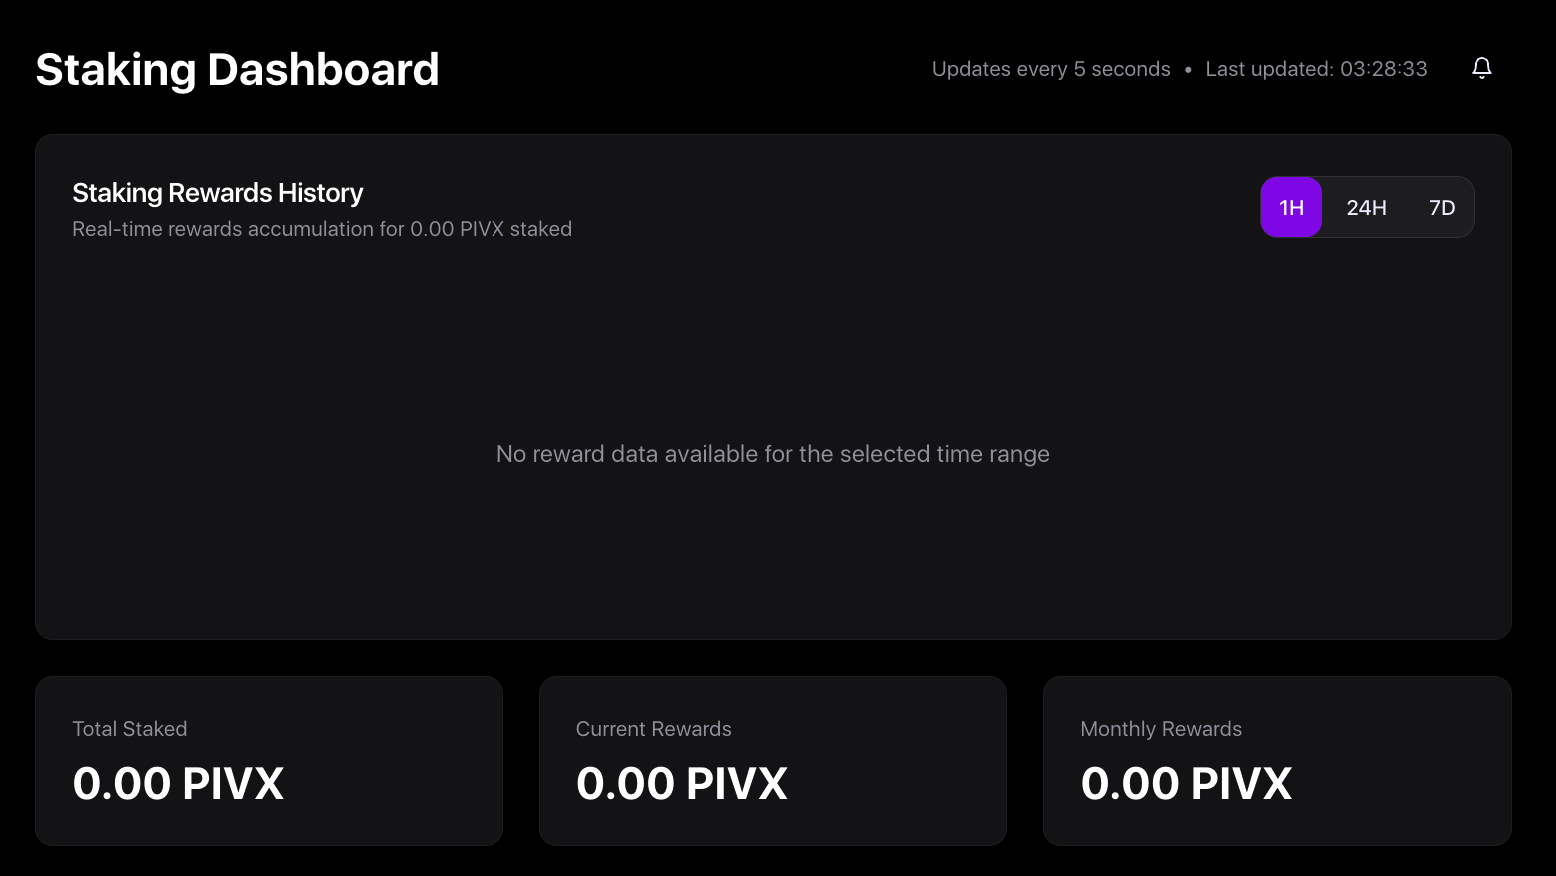 Staking Dashboard
Updates every 5 seconds • Last updated: 03:28:33
Staking Rewards History
Real-time rewards accumulation for 0.00 PIVX staked
1H 24H 7D
No reward data available for the selected time range
Total Staked
0.00 PIVX
Current Rewards
0.00 PIVX
Monthly Rewards
0.00 PIVX